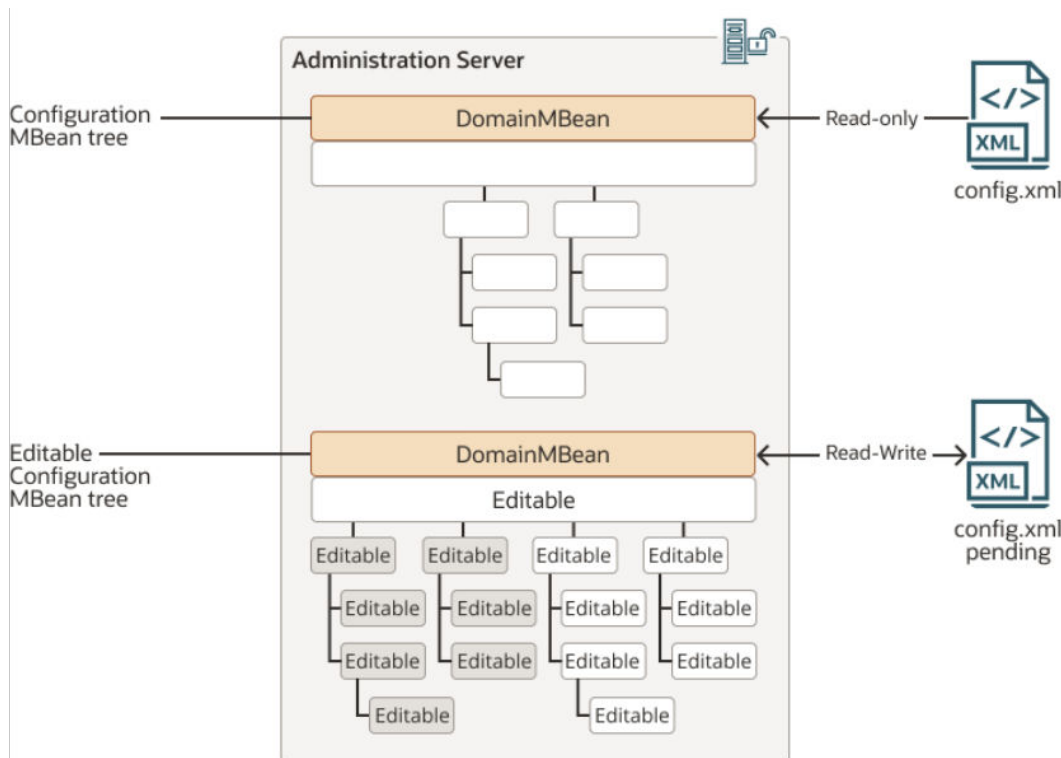 Administration Server
Configuration
MBean tree
DomainMBean
Read-only
</>
XML
config.xml
Editable
Configuration
MBean tree
DomainMBean
Read-Write
</>
XML
config.xml
pending
Editable
Editable Editable Editable Editable
Editable Editable Editable Editable
Editable Editable Editable Editable
Editable Editable